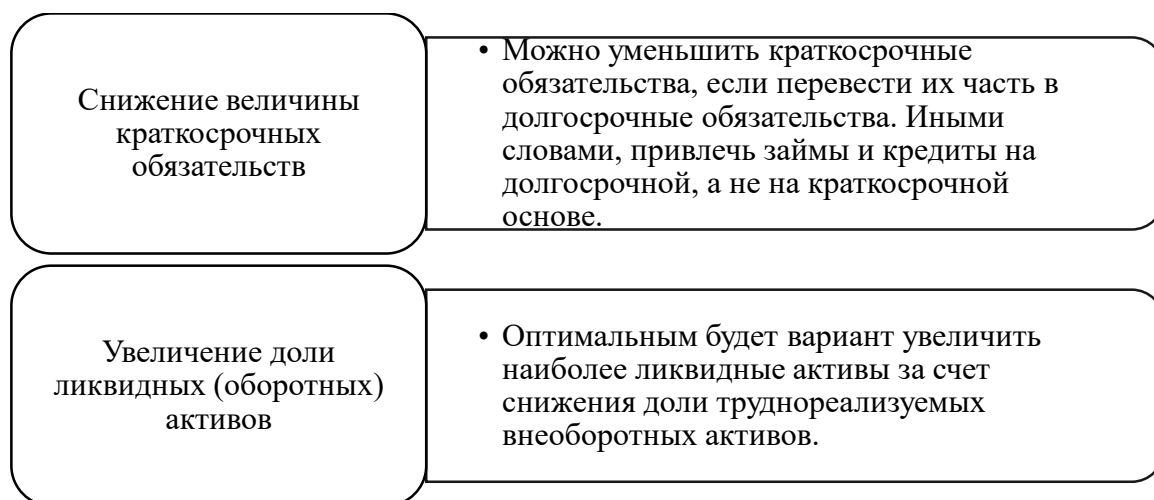 Снижение величины
краткосрочных
обязательств
• Можно уменьшить краткосрочные
обязательства, если перевести их часть в
долгосрочные обязательства. Иными
словами, привлечь займы и кредиты на
долгосрочной, а не на краткосрочной
основе.
Увеличение доли
ликвидных (оборотных)
активов
• Оптимальным будет вариант увеличить
наиболее ликвидные активы за счет
снижения доли труднореализуемых
внеоборотных активов.